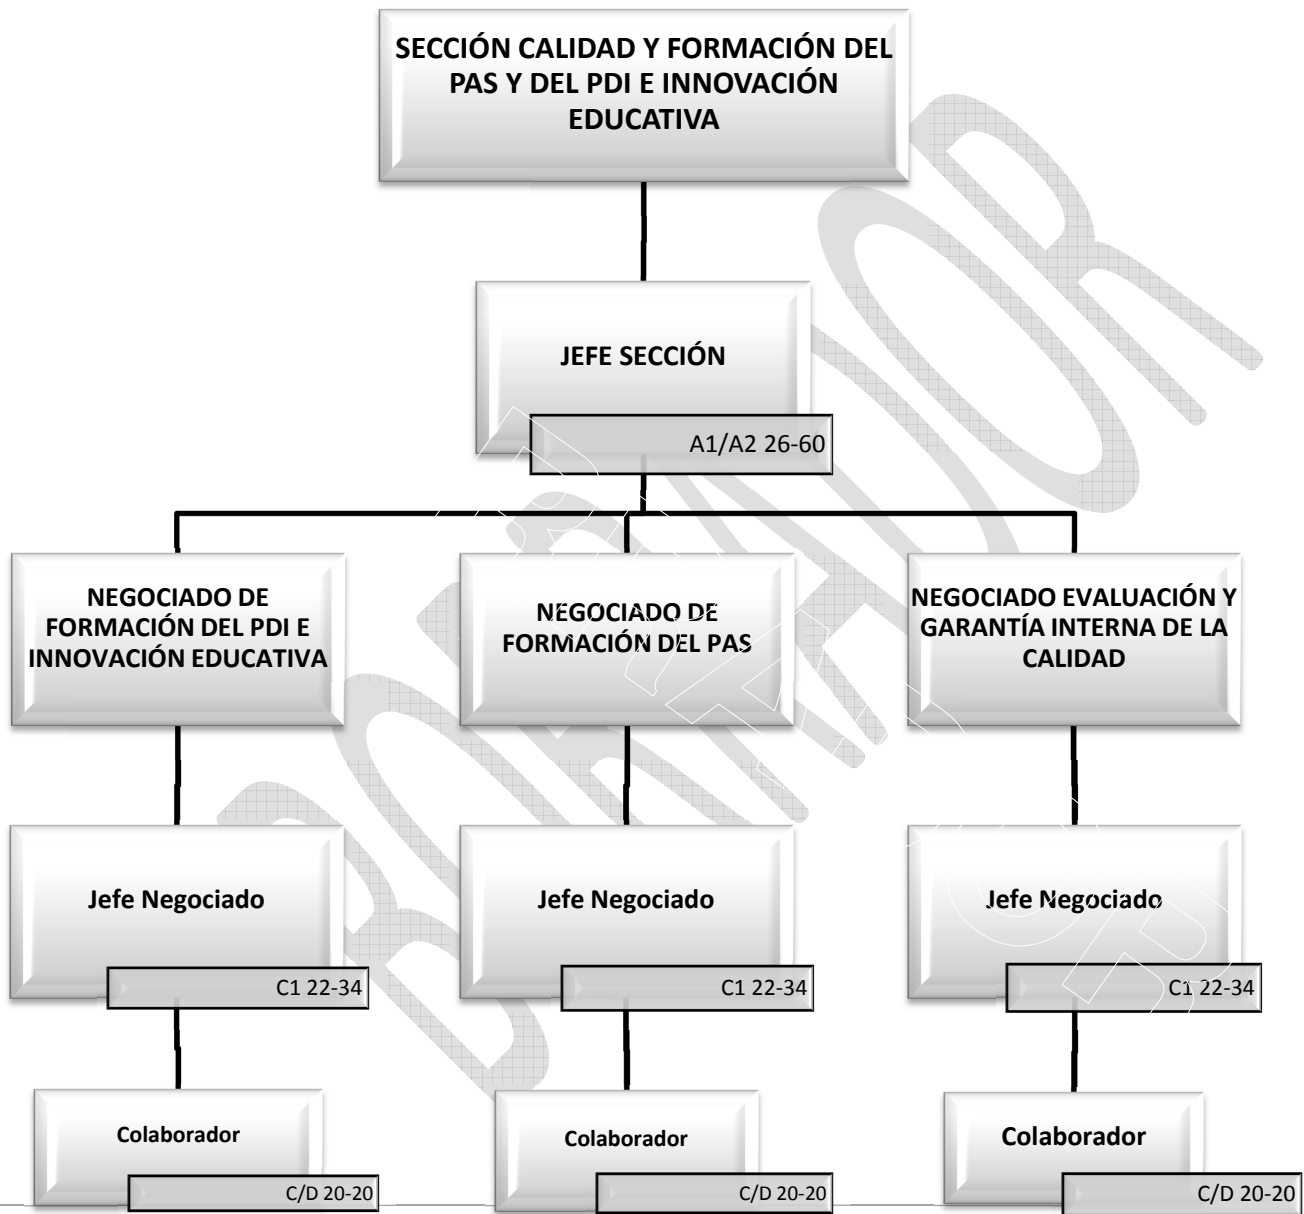 SECCIÓN CALIDAD Y FORMACIÓN DEL
PAS Y DEL PDI E INNOVACIÓN
EDUCATIVA
JEFE SECCIÓN
A1/A2 26-60
NEGOCIADO DE
FORMACIÓN DEL PDI E
INNOVACIÓN EDUCATIVA
NEGOCIADO DE
FORMACIÓN DEL PAS
NEGOCIADO EVALUACIÓN Y
GARANTÍA INTERNA DE LA
CALIDAD
Jefe Negociado
C1 22-34
Jefe Negociado
C1 22-34
Jefe Negociado
C1 22-34
Colaborador
C/D 20-20
Colaborador
C/D 20-20
Colaborador
C/D 20-20
BORRADOR